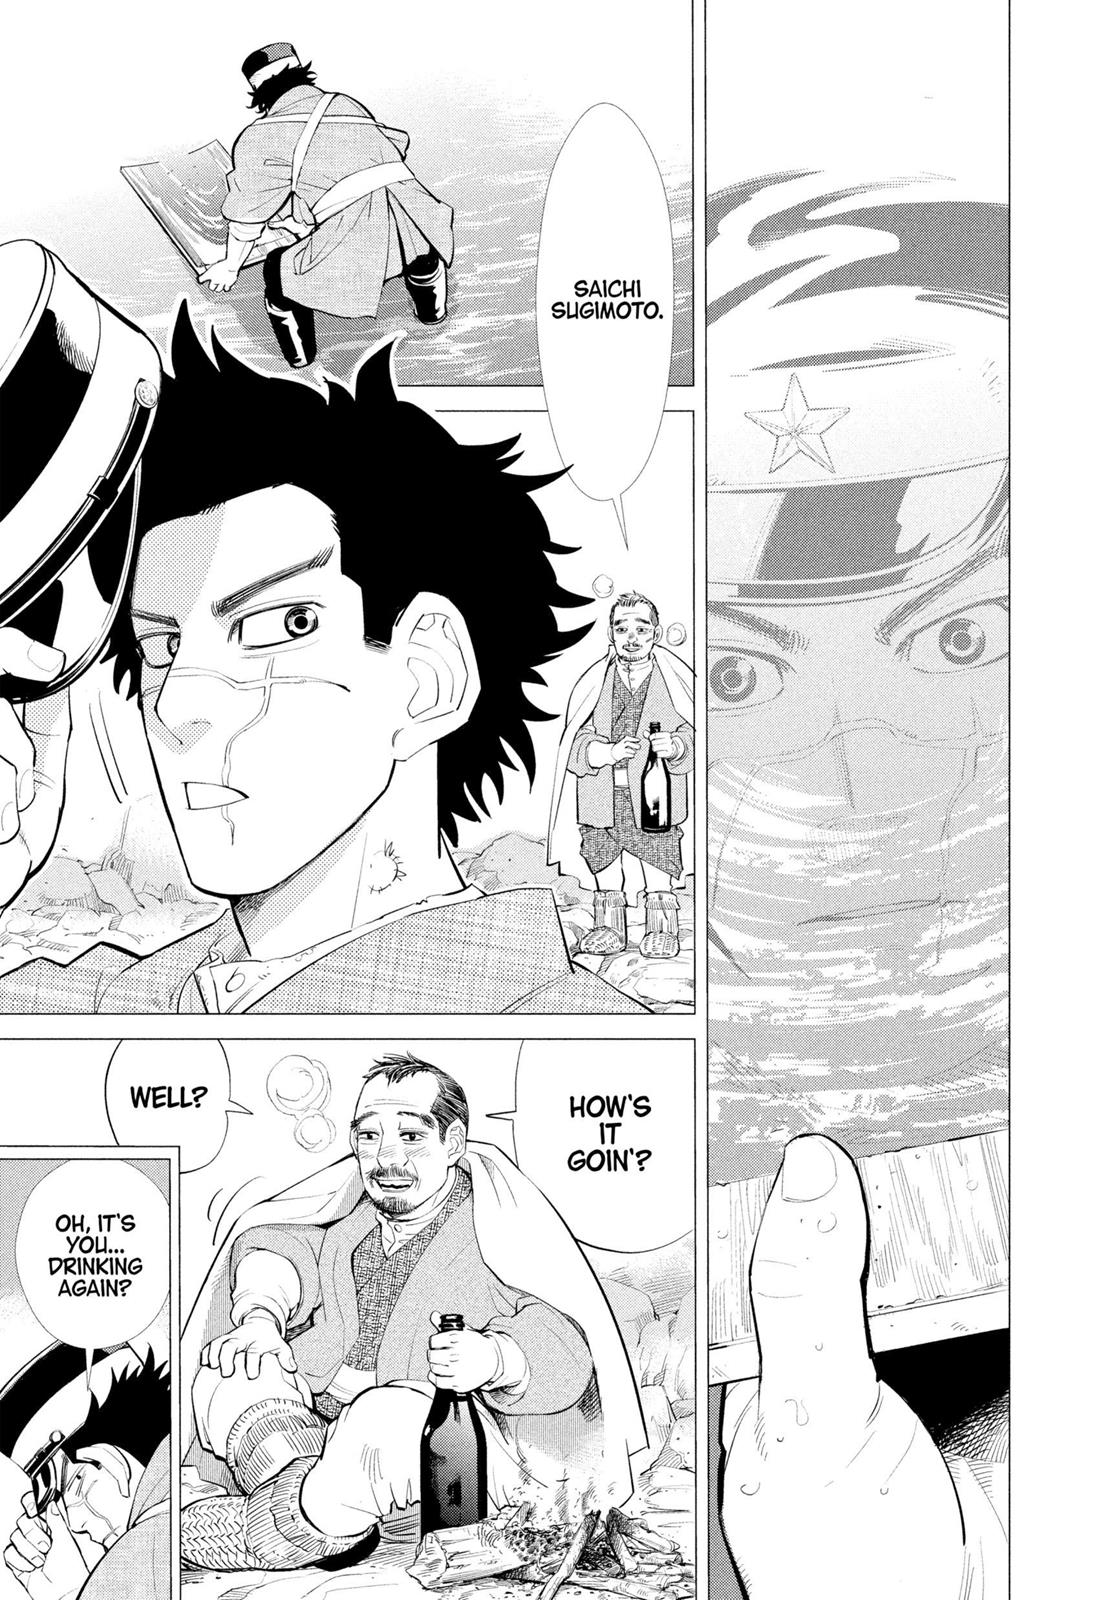 SAICHI
SUGIMOTO.
HOW'S
IT
GOIN'?
WELL?
OH, IT'S
YOU...
DRINKING
AGAIN?